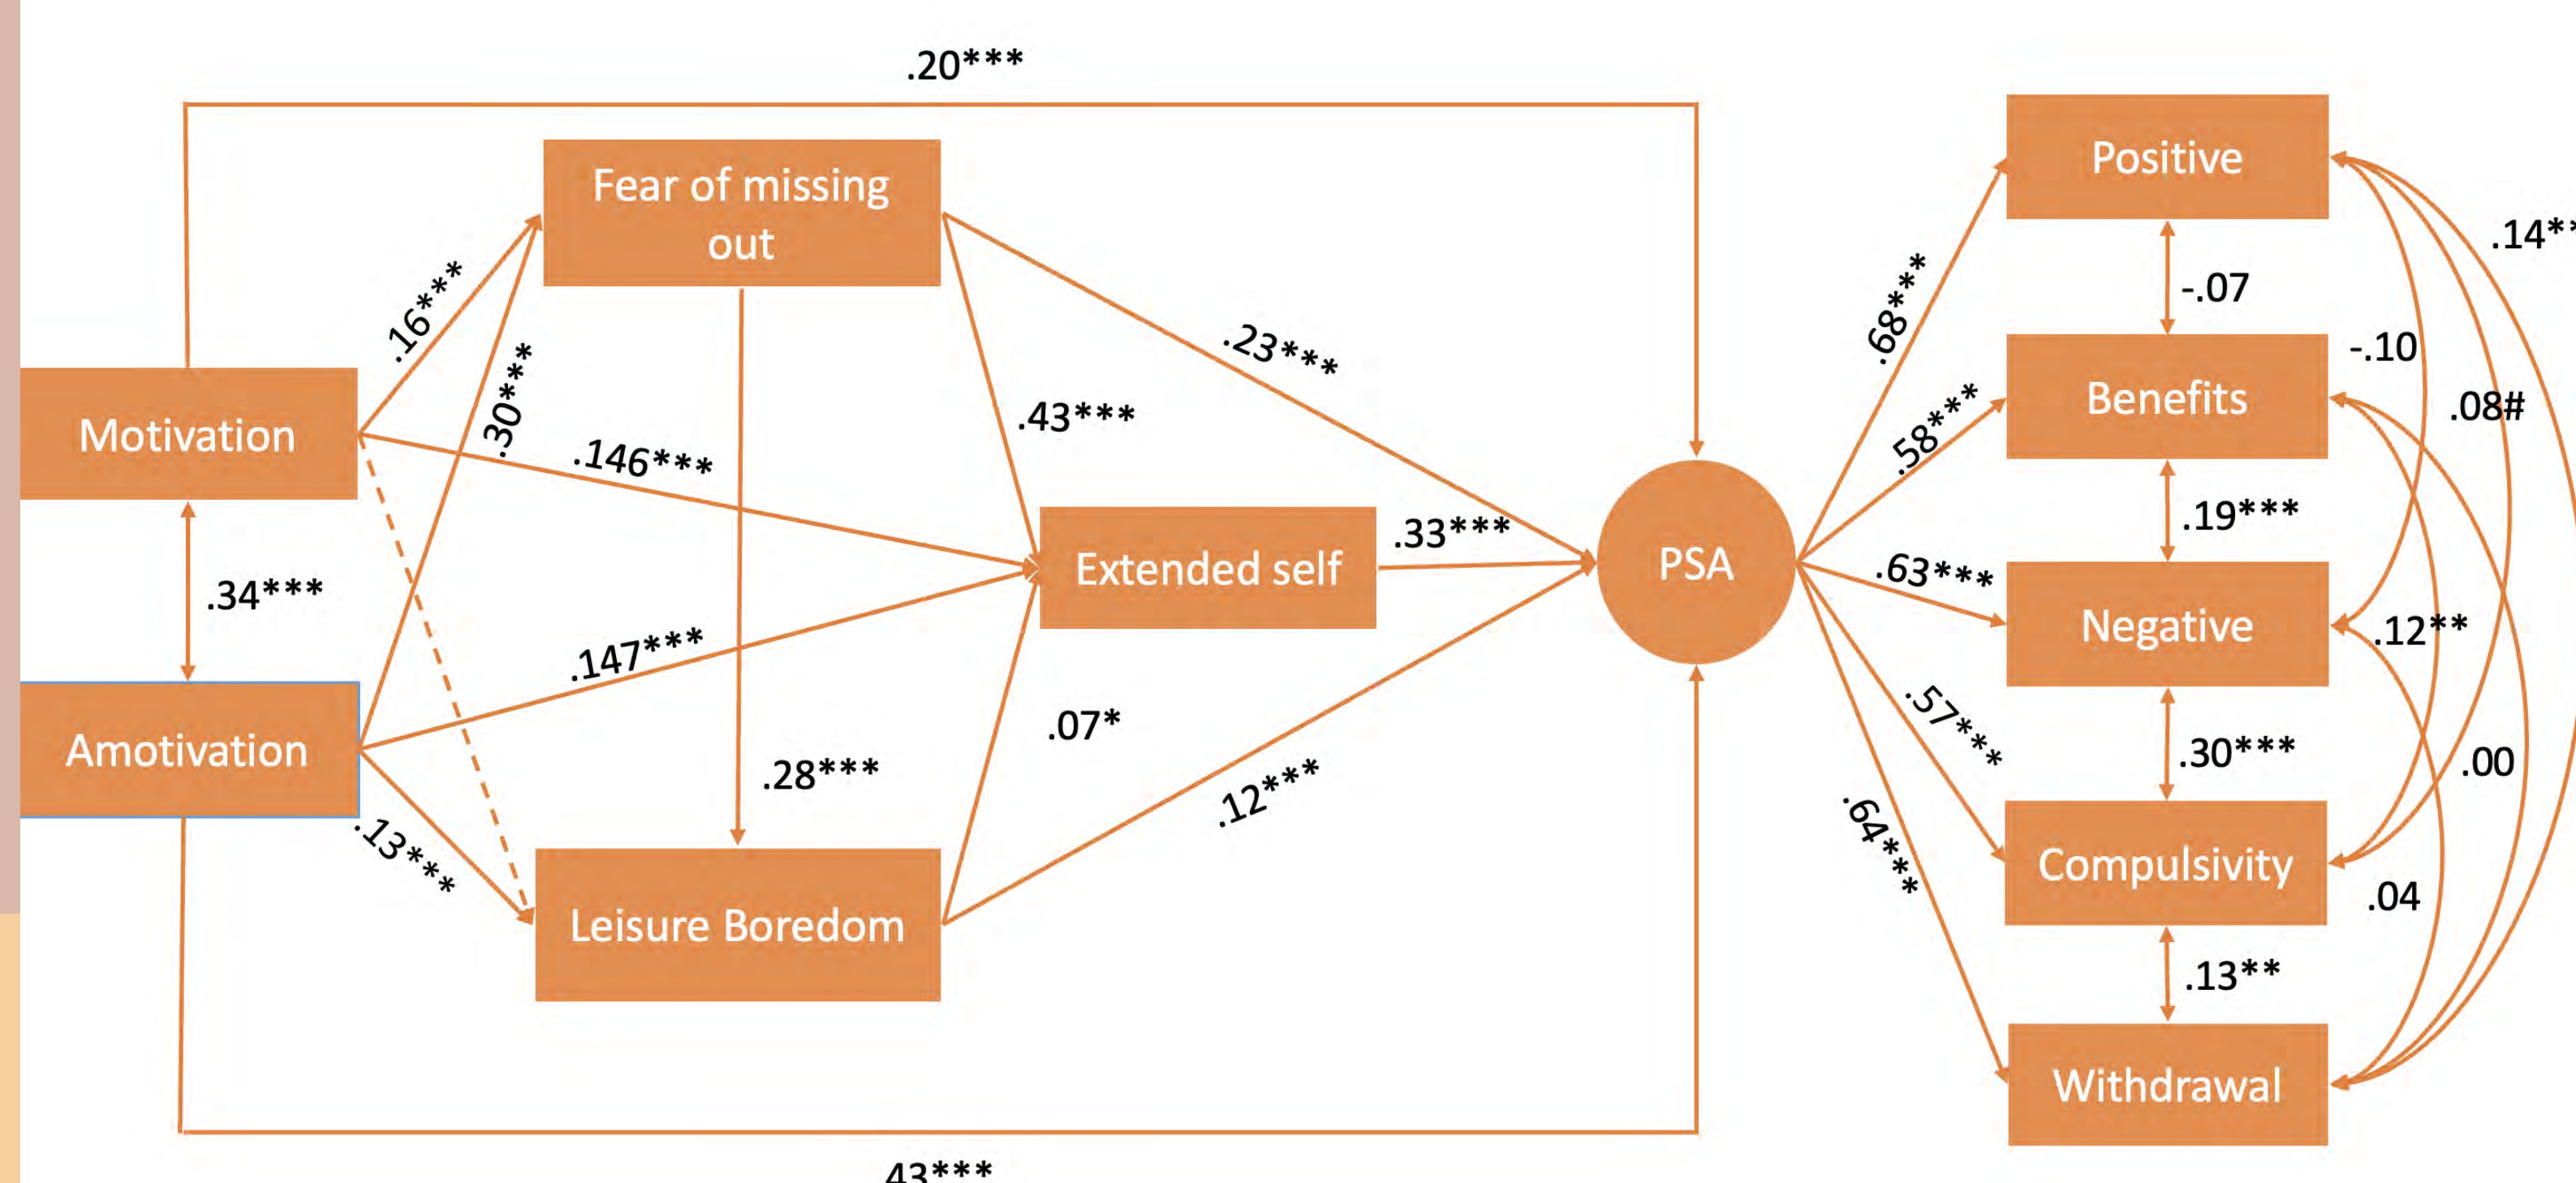 .20***
Fear of missing
out
Positive
.14**
.16***
.68***
-.07
.30***
.23***
-.10
Motivation
.43***
Benefits
.08#
.146***
.58***
.33***
.19***
Extended self
PSA
.63***
.34***
Negative
.12**
.147***
.57***
Amotivation
.07*
.30***
.00
.28***
.12***
.64***
.13***
Compulsivity
.04
Leisure Boredom
.13**
Withdrawal
43***